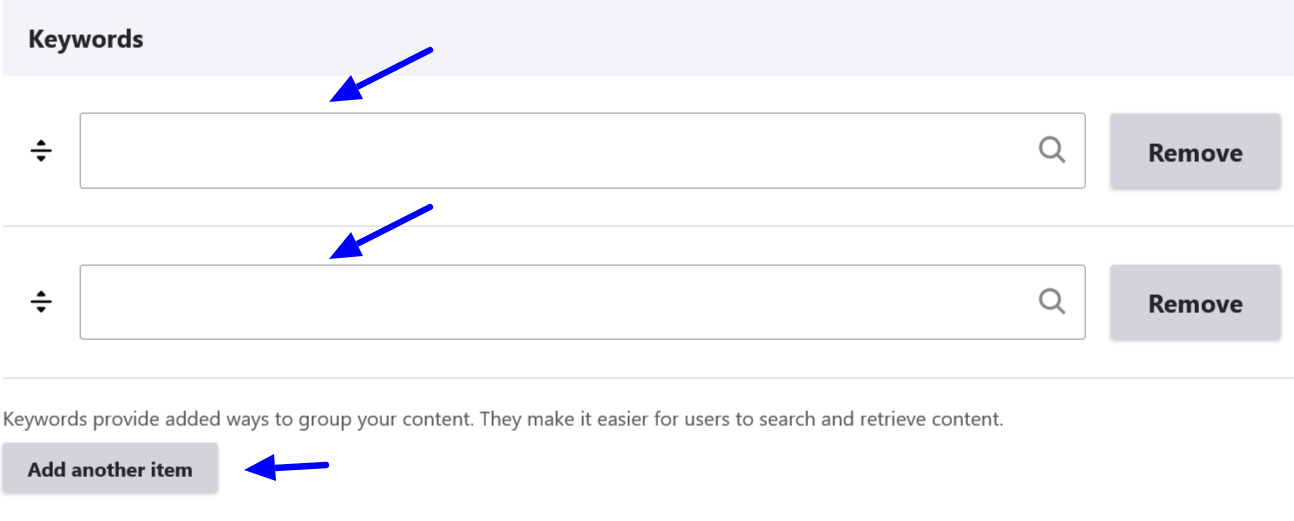 Keywords
Remove
Remove
Keywords provide added ways to group your content. They make it easier for users to search and retrieve content.
Add another item